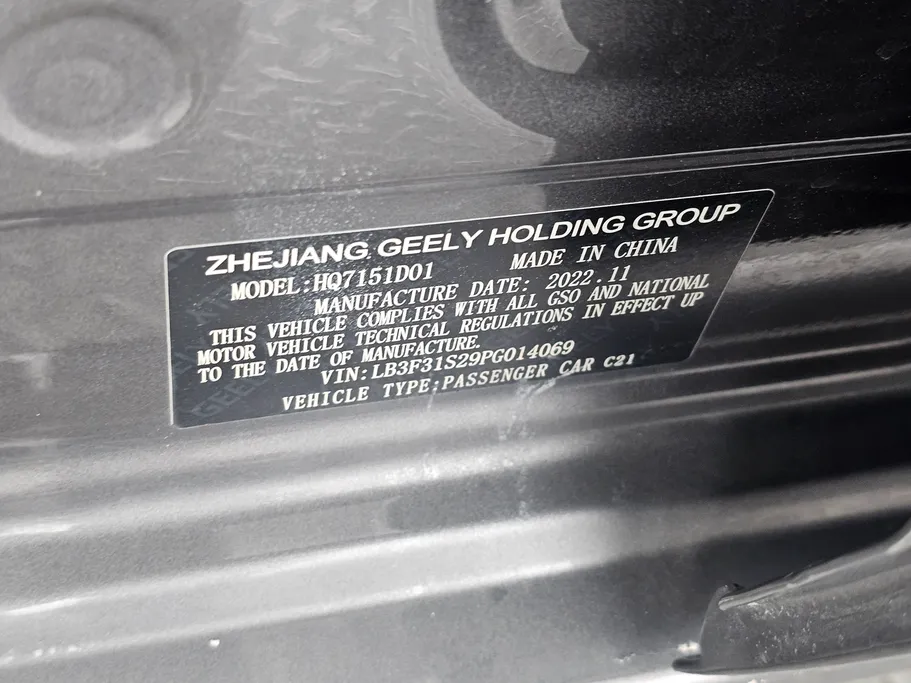 ZHEJIANG GEELY HOLDING GROUP
MODEL:HQ7151D01 MADE IN CHINA
MANUFACTURE DATE: 2022.11
THIS VEHICLE COMPLIES WITH ALL GSO AND NATIONAL
MOTOR VEHICLE TECHNICAL REGULATIONS IN EFFECT UP
TO THE DATE OF MANUFACTURE.
VIN:LB3F31S29PG014069
VEHICLE TYPE:PASSENGER CAR C21